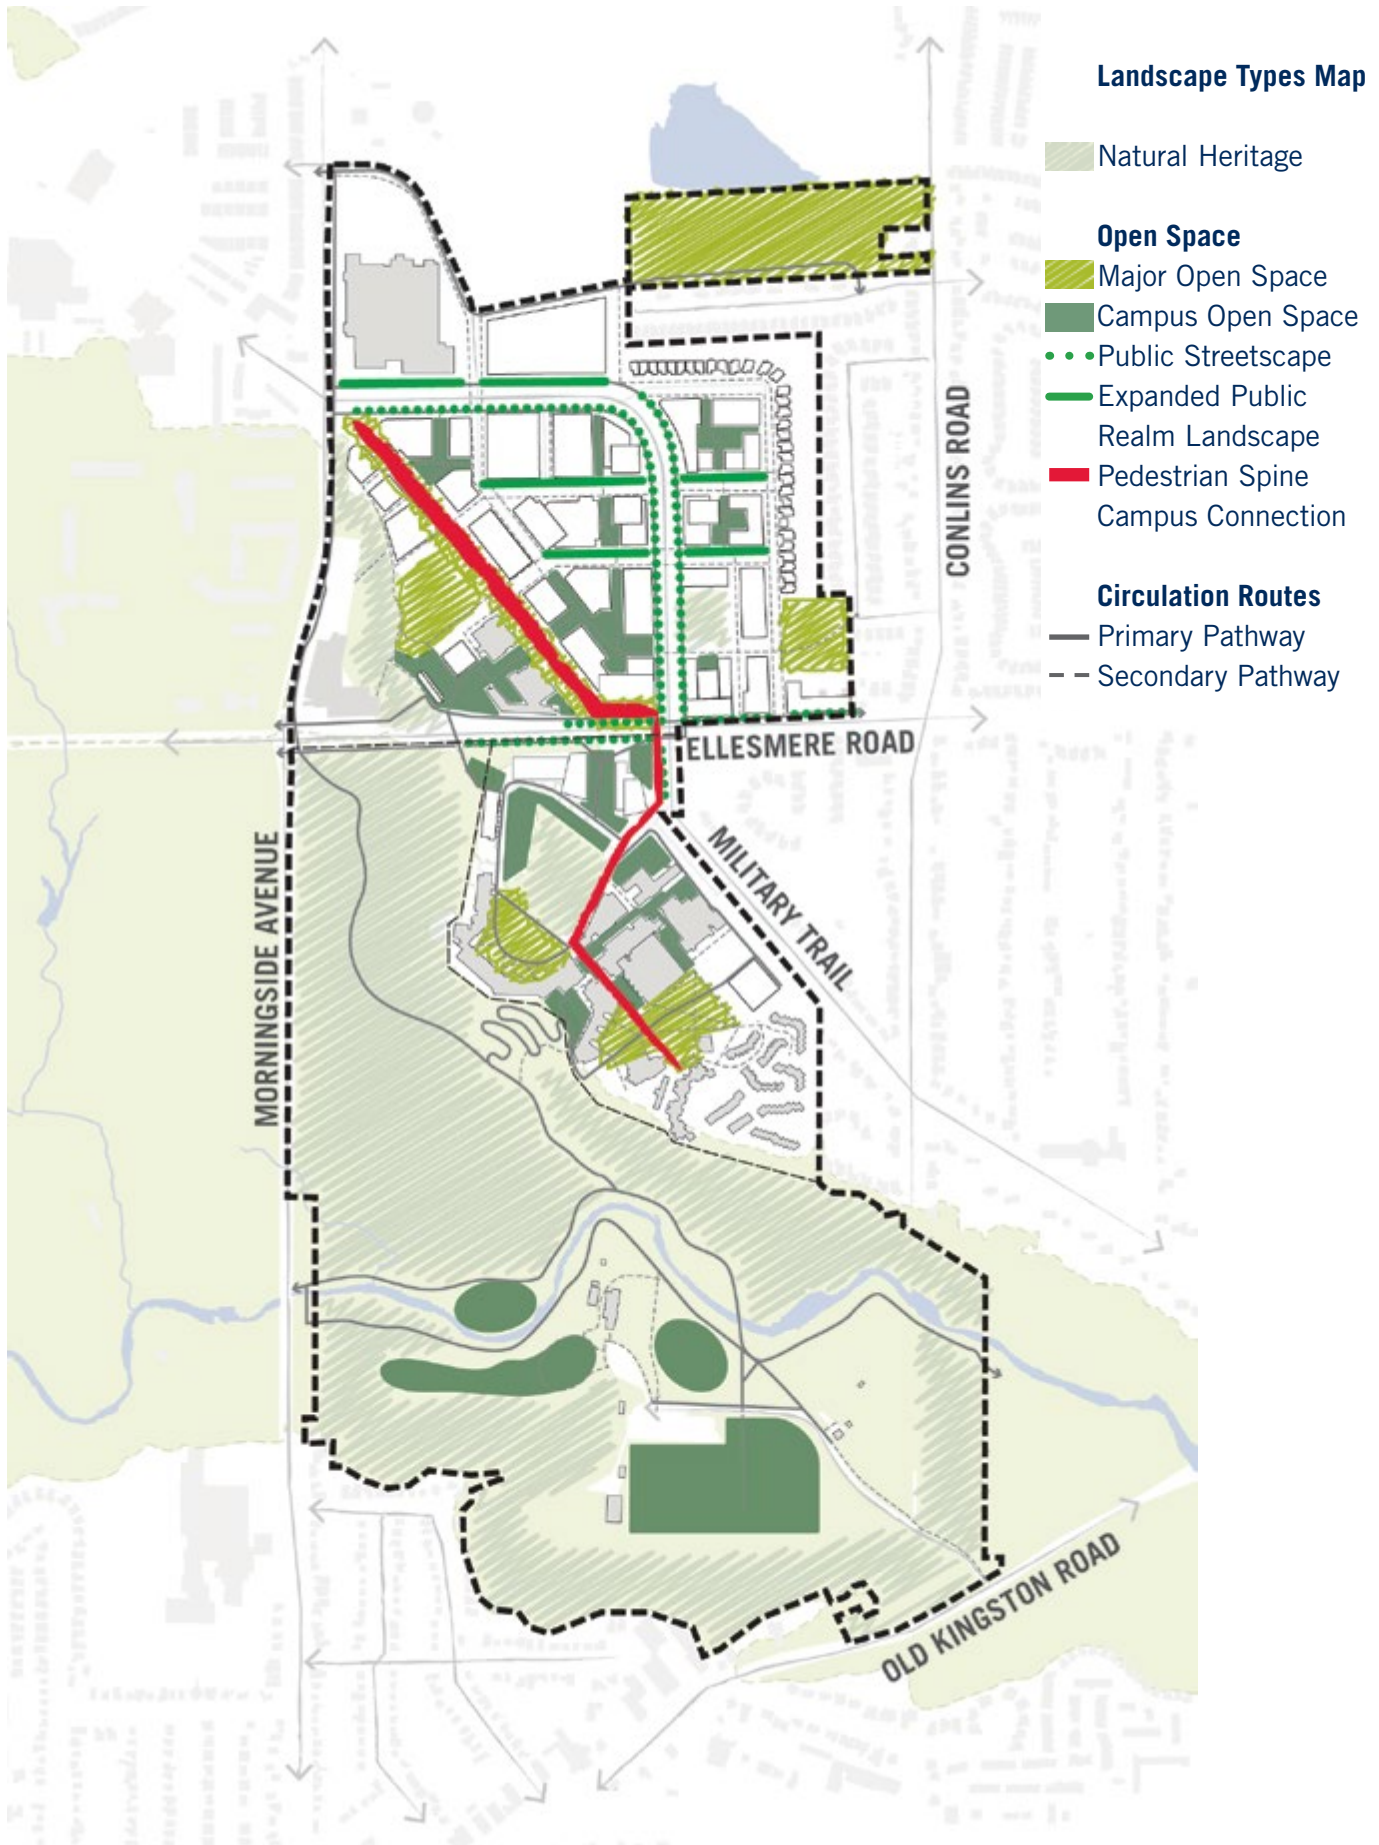 Landscape Types Map
Natural Heritage
Open Space
Major Open Space
Campus Open Space
Public Streetscape
Expanded Public
Realm Landscape
Pedestrian Spine
Campus Connection
Circulation Routes
Primary Pathway
Secondary Pathway
CONLINS ROAD
ELLESMERE ROAD
MILITARY TRAIL
MORNINGSIDE AVENUE
OLD KINGSTON ROAD